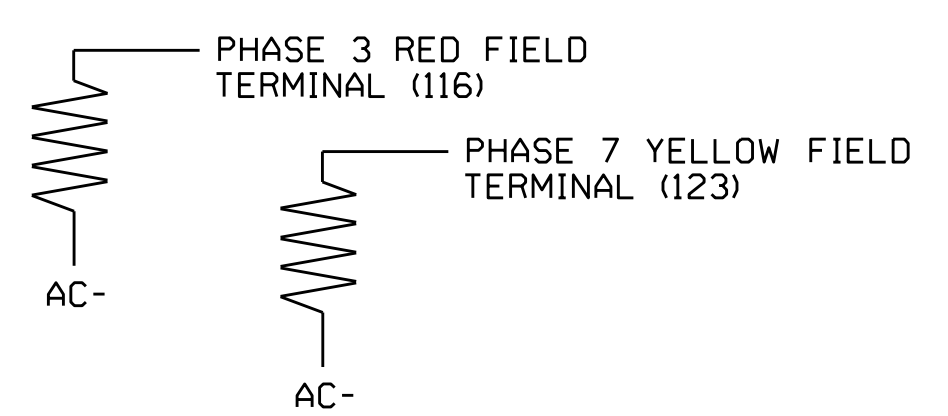 PHASE 3 RED FIELD
TERMINAL (116)
AC-
PHASE 7 YELLOW FIELD
TERMINAL (123)
AC-